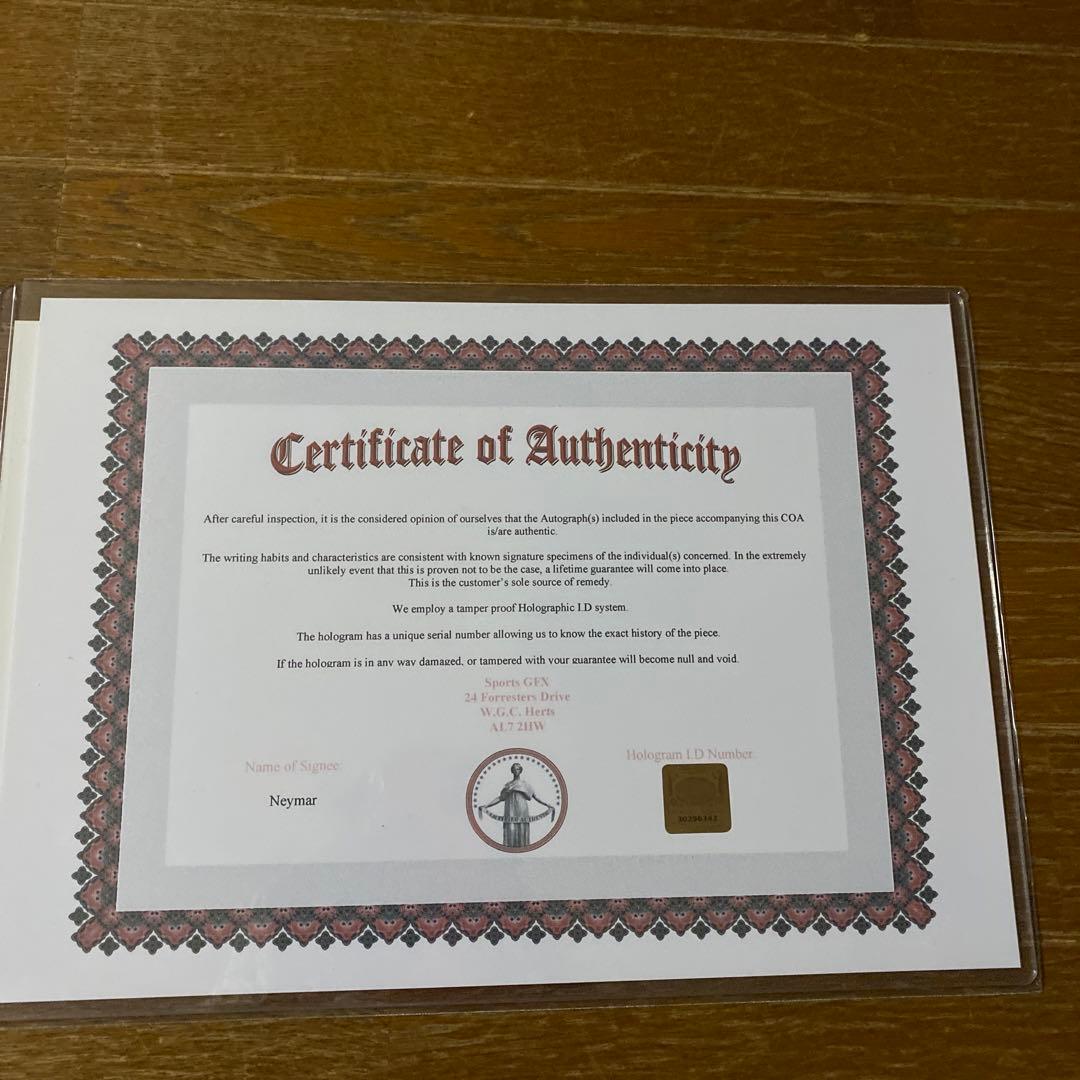 Certificate of Authenticity
After careful inspection, it is the considered opinion of ourselves that the Autograph(s) included in the piece accompanying this COA
is/are authentic.
The writing habits and characteristics are consistent with known signature specimens of the individual(s) concerned. In the extremely
unlikely event that this is proven not to be the case, a lifetime guarantee will come into place.
This is the customer's sole source of remedy.
We employ a tamper proof Holographic I.D system.
The hologram has a unique serial number allowing us to know the exact history of the piece.
If the hologram is in any way damaged, or tampered with your guarantee will become null and void.
Sports GFX
24 Forresters Drive
W.G.C. Herts
AL7 2HW
Name of Signee:
Hologram I.D Number:
Neymar